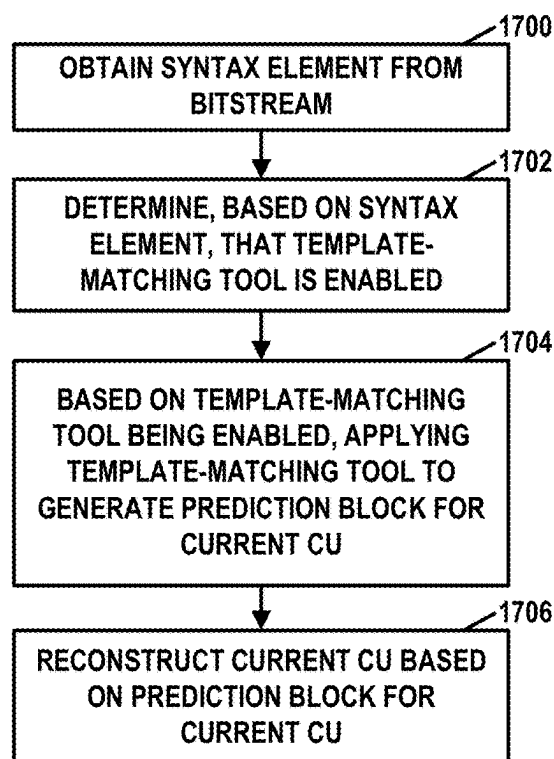 1700
OBTAIN SYNTAX ELEMENT FROM
BITSTREAM
1702
DETERMINE, BASED ON SYNTAX
ELEMENT, THAT TEMPLATE-
MATCHING TOOL IS ENABLED
1704
BASED ON TEMPLATE-MATCHING
TOOL BEING ENABLED, APPLYING
TEMPLATE-MATCHING TOOL TO
GENERATE PREDICTION BLOCK FOR
CURRENT CU
1706
RECONSTRUCT CURRENT CU BASED
ON PREDICTION BLOCK FOR
CURRENT CU